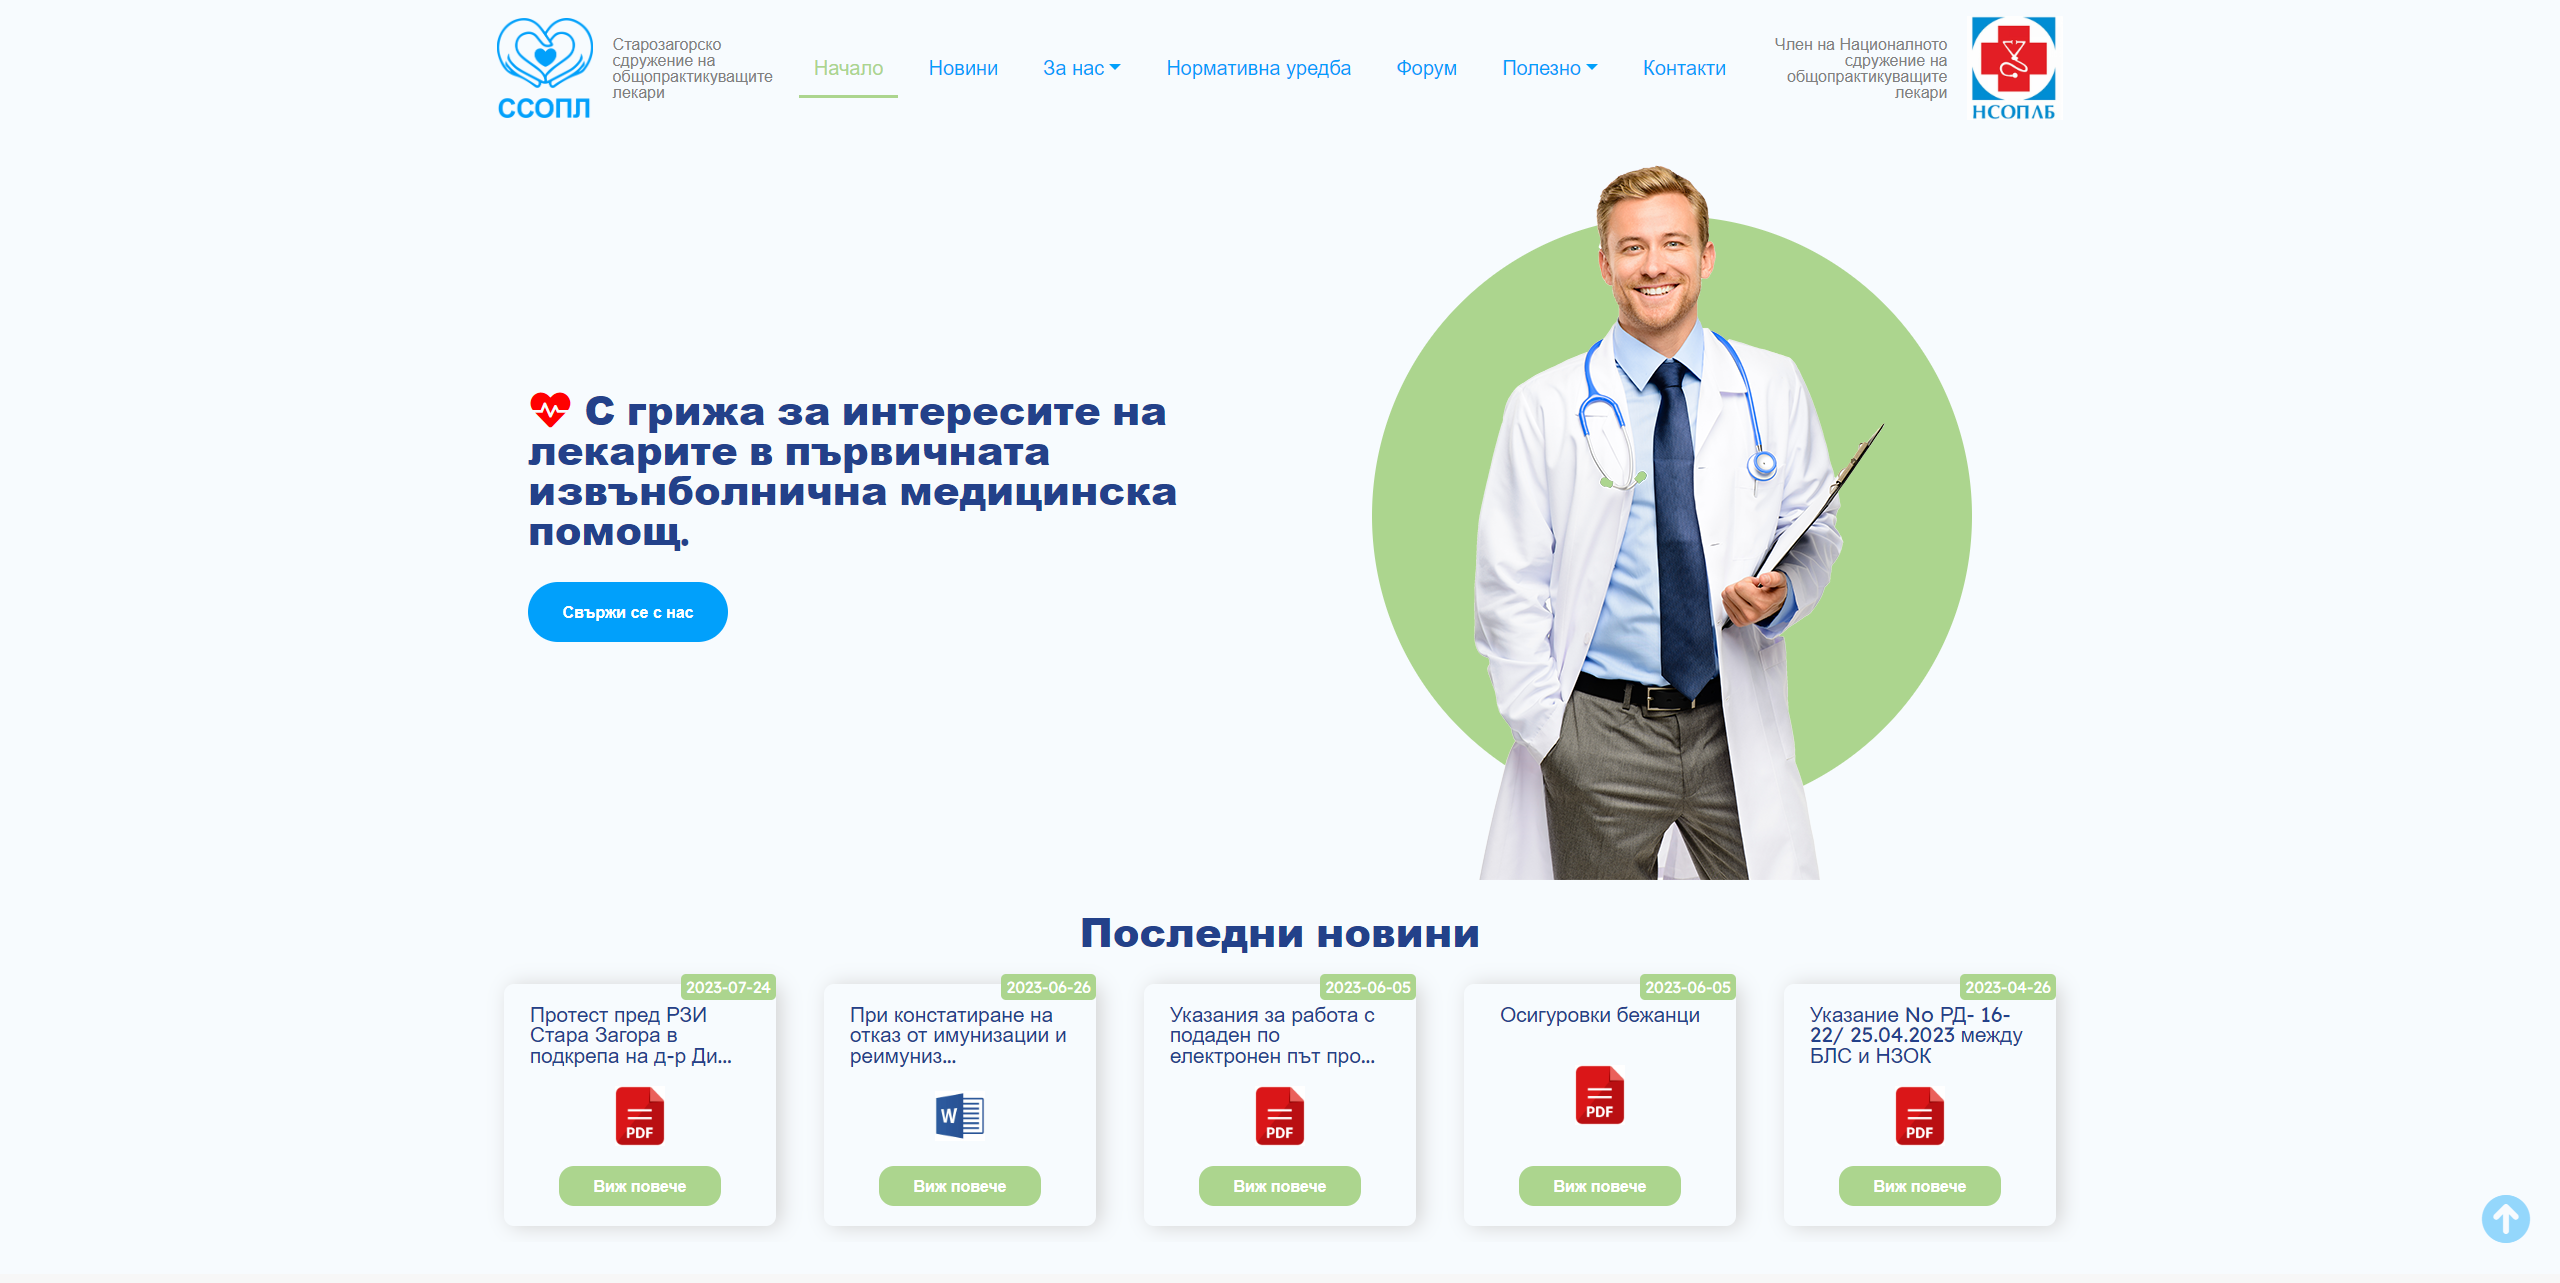 ССОПЛ
Старозагорско
сдружение на
общопрактикуващите
лекари
Начало
Новини
За нас
Нормативна уредба
Форум
Полезно
Контакти
Член на Националното
сдружение на
общопрактикуващите
лекари
НСОПЛБ
С грижа за интересите на
лекарите в първичната
извънболнична медицинска
помощ.
Свържи се с нас
Последни новини
2023-07-24
Протест пред РЗИ
Стара Загора в
подкрепа на д-р Ди...
PDF
Виж повече
2023-06-26
При констатиране на
отказ от имунизации и
реимуниз...
W
Виж повече
2023-06-05
Указания за работа с
подаден по
електронен път про...
PDF
Виж повече
2023-06-05
Осигуровки бежанци
PDF
Виж повече
2023-04-26
Указание No РД- 16-
22/ 25.04.2023 между
БЛС и НЗОК
PDF
Виж повече